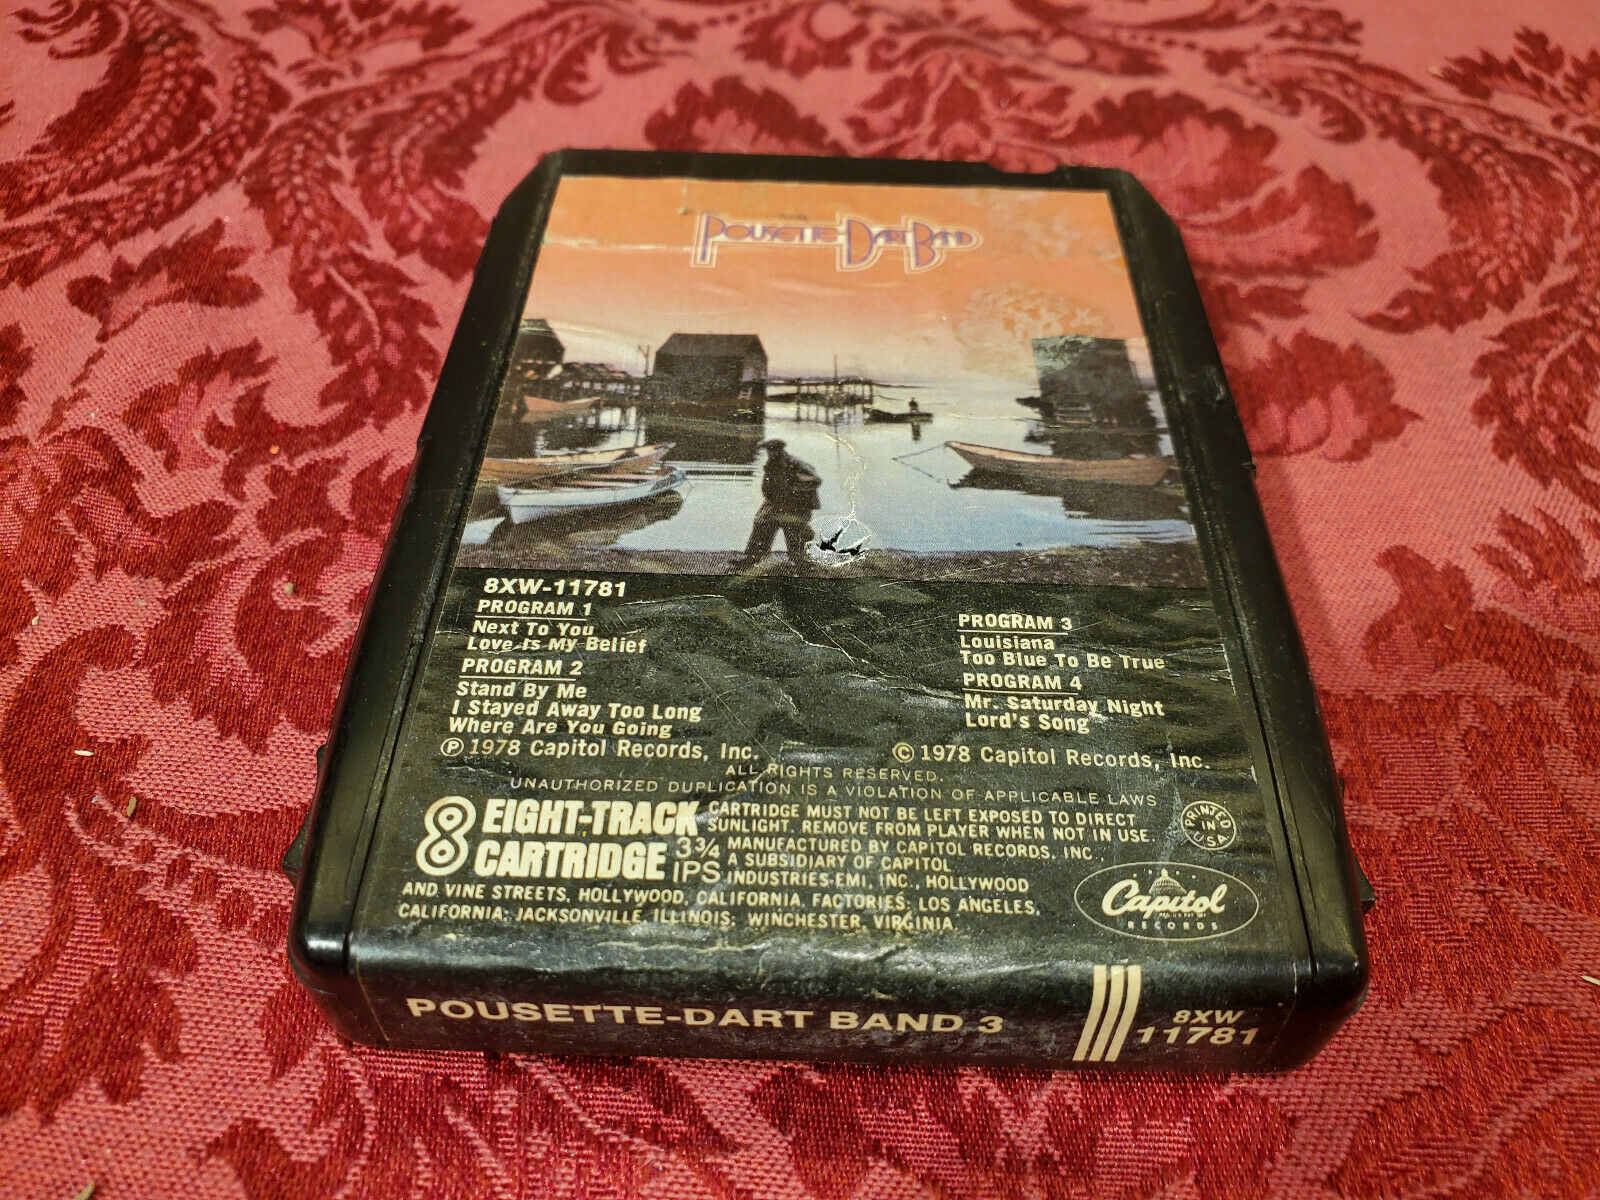 POUSETTE-DART BAND
8XW-11781
PROGRAM 1
Next To You
Love Is My Belief
PROGRAM 2
Stand By Me
I Stayed Away Too Long
Where Are You Going
℗ 1978 Capitol Records, Inc.
PROGRAM 3
Louisiana
Too Blue To Be True
PROGRAM 4
Mr. Saturday Night
Lord's Song
© 1978 Capitol Records, Inc.
ALL RIGHTS RESERVED.
UNAUTHORIZED DUPLICATION IS A VIOLATION OF APPLICABLE LAWS
8 EIGHT-TRACK
CARTRIDGE
3¾
IPS
CARTRIDGE MUST NOT BE LEFT EXPOSED TO DIRECT
SUNLIGHT. REMOVE FROM PLAYER WHEN NOT IN USE.
MANUFACTURED BY CAPITOL RECORDS, INC.,
A SUBSIDIARY OF CAPITOL
INDUSTRIES-EMI, INC., HOLLYWOOD
AND VINE STREETS, HOLLYWOOD, CALIFORNIA. FACTORIES: LOS ANGELES,
CALIFORNIA; JACKSONVILLE, ILLINOIS; WINCHESTER, VIRGINIA.
PRINTED
IN
USA
Capitol
RECORDS
POUSETTE-DART BAND 3
8XW
11781